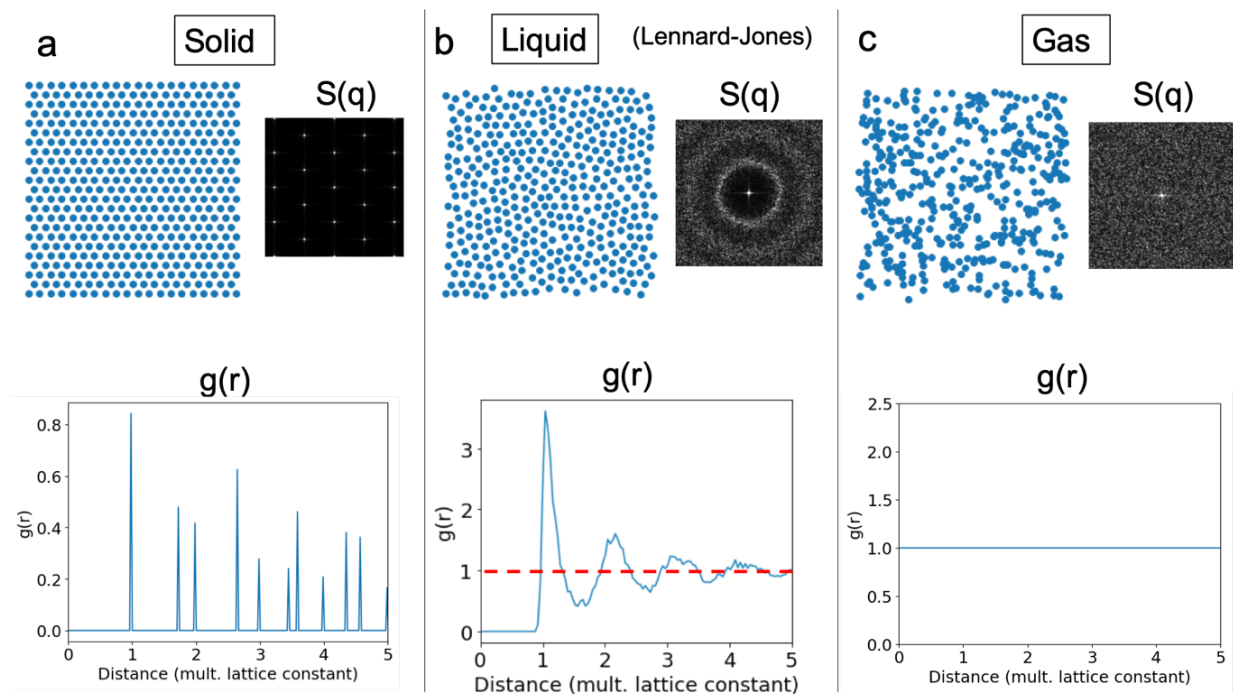 a
Solid
S(q)
g(r)
g(r)
0.8
0.6
0.4
0.2
0.0
0 1 2 3 4 5
Distance (mult. lattice constant)
b
Liquid
(Lennard-Jones)
S(q)
g(r)
g(r)
3
2
1
0
0 1 2 3 4 5
Distance (mult. lattice constant)
c
Gas
S(q)
g(r)
g(r)
2.5
2.0
1.5
1.0
0.5
0.0
0 1 2 3 4 5
Distance (mult. lattice constant)